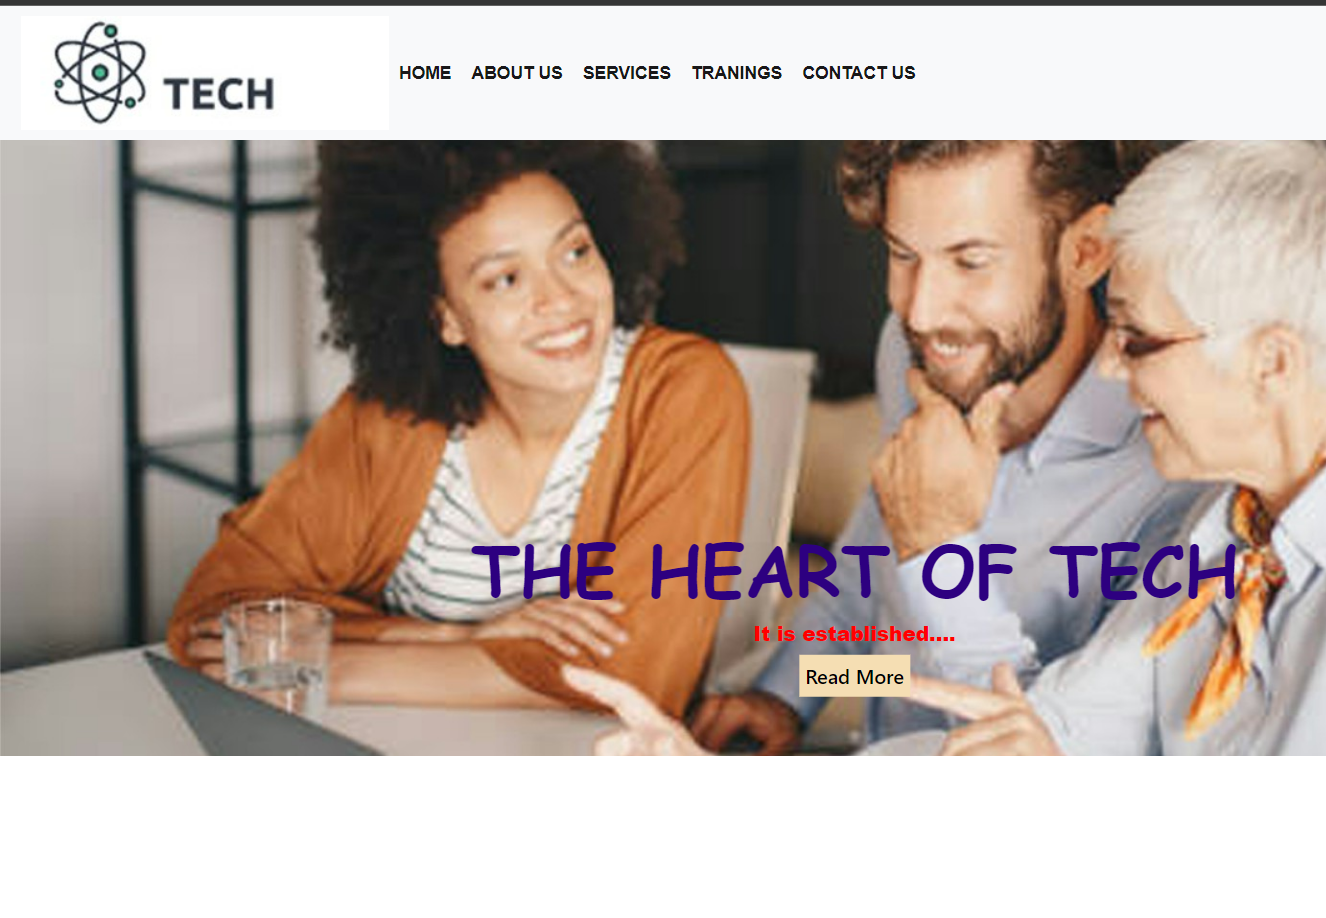 TECH
HOME ABOUT US SERVICES TRANINGS CONTACT US
THE HEART OF TECH
It is established....
Read More